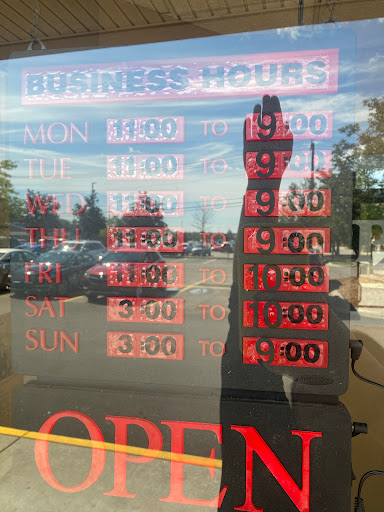 BUSINESS HOURS
MON 11:00 TO 9:00
TUE 11:00 TO 9:00
WED 11:00 TO 9:00
THU 11:00 TO 9:00
FRI 11:00 TO 10:00
SAT 3:00 TO 10:00
SUN 3:00 TO 9:00
OPEN